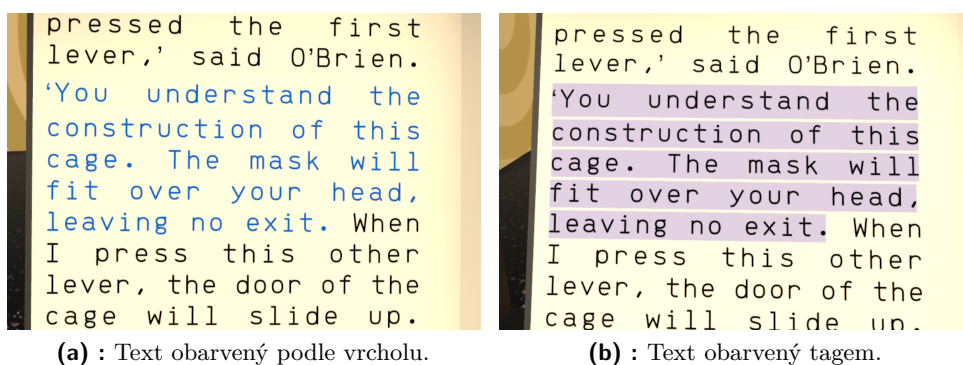 pressed the first
lever,’ said O’Brien.
‘You understand the
construction of this
cage. The mask will
fit over your head,
leaving no exit. When
I press this other
lever, the door of the
cage will slide up.
(a) : Text obarvený podle vrcholu.
pressed the first
lever,’ said O’Brien.
‘You understand the
construction of this
cage. The mask will
fit over your head,
leaving no exit. When
I press this other
lever, the door of the
cage will slide up.
(b) : Text obarvený tagem.